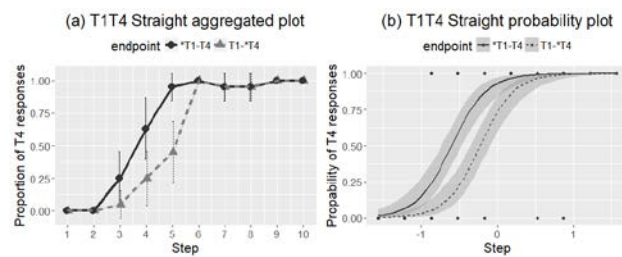 (a) T1T4 Straight aggregated plot
endpoint *T1-T4 T1-*T4
Proportion of T4 responses
1.00
0.75
0.50
0.25
0.00
1 2 3 4 5 6 7 8 9 10
Step
(b) T1T4 Straight probability plot
endpoint *T1-T4 T1-*T4
Propability of T4 responses
1.00
0.75
0.50
0.25
0.00
-1 0 1
Step